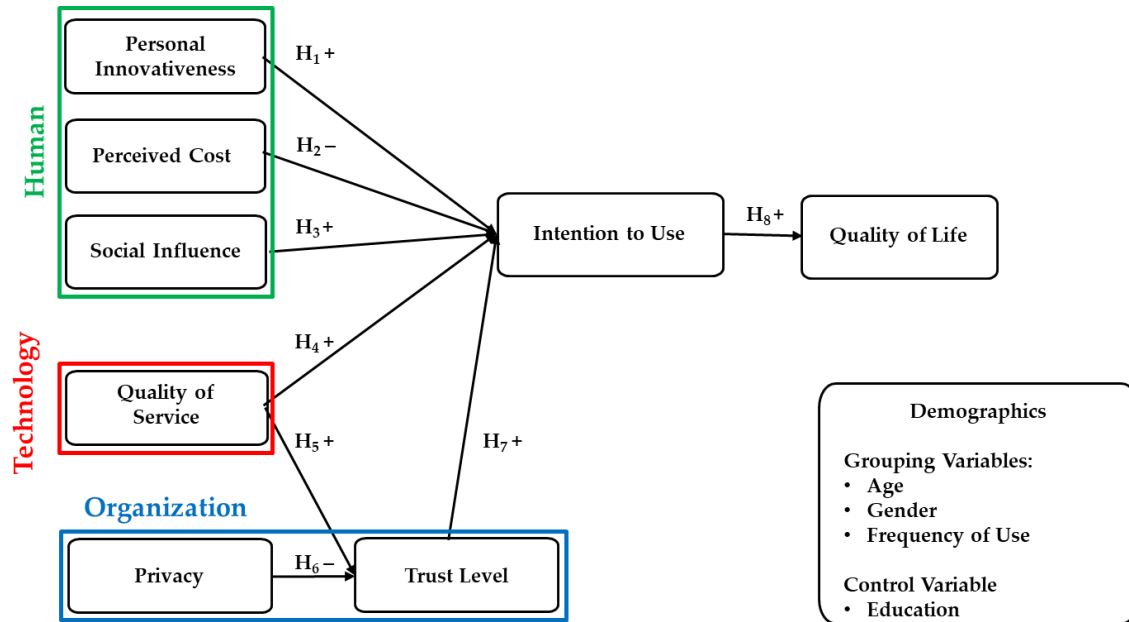 Human
Personal
Innovativeness
Perceived Cost
Social Influence
H₁+
H₂–
H₃+
Intention to Use
H₈+
Quality of Life
Technology
Quality of
Service
H₄+
H₅+
H₇+
Organization
Privacy
H₆–
Trust Level
Demographics
Grouping Variables:
• Age
• Gender
• Frequency of Use
Control Variable
• Education